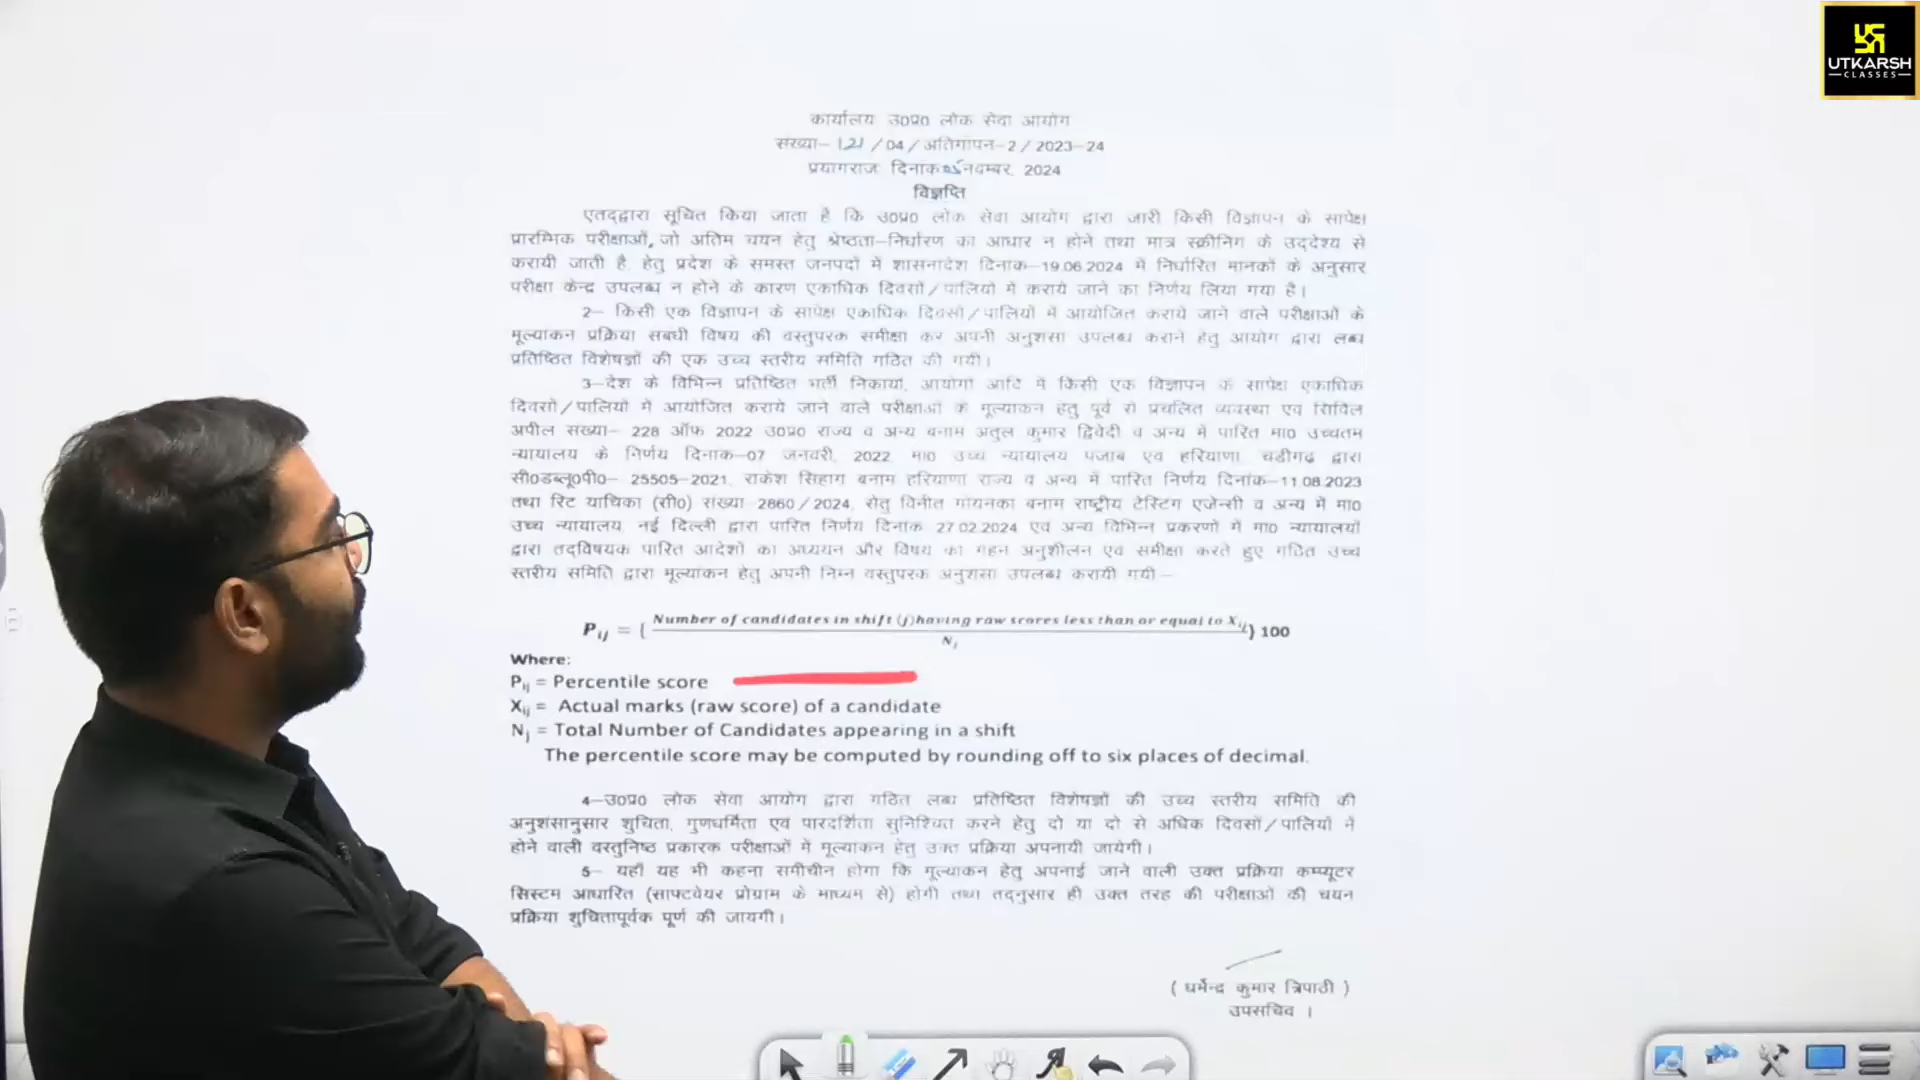 UTKARSH
CLASSES
कार्यालय उ0प्र0 लोक सेवा आयोग
संख्या- 121 /04/अतिगोपन-2/2023-24
प्रयागराज दिनांक 05 नवम्बर, 2024
विज्ञप्ति
एतद्द्वारा सूचित किया जाता है कि उ0प्र0 लोक सेवा आयोग द्वारा जारी किसी विज्ञापन के सापेक्ष
प्रारम्भिक परीक्षाओं, जो अंतिम चयन हेतु श्रेष्ठता-निर्धारण का आधार न होने तथा मात्र स्क्रीनिंग के उद्देश्य से
करायी जाती है, हेतु प्रदेश के समस्त जनपदों में शासनादेश दिनांक-19.06.2024 में निर्धारित मानकों के अनुसार
परीक्षा केन्द्र उपलब्ध न होने के कारण एकाधिक दिवसों/पालियों में कराये जाने का निर्णय लिया गया है।
2- किसी एक विज्ञापन के सापेक्ष एकाधिक दिवसों/पालियों में आयोजित कराये जाने वाले परीक्षाओं के
मूल्यांकन प्रक्रिया संबंधी विषय की वस्तुपरक समीक्षा कर अपनी अनुशंसा उपलब्ध कराने हेतु आयोग द्वारा लब्ध
प्रतिष्ठित विशेषज्ञों की एक उच्च स्तरीय समिति गठित की गयी।
3-देश के विभिन्न प्रतिष्ठित भर्ती निकायों, आयोगों आदि में किसी एक विज्ञापन के सापेक्ष एकाधिक
दिवसों/पालियों में आयोजित कराये जाने वाले परीक्षाओं के मूल्यांकन हेतु पूर्व से प्रचलित व्यवस्था एवं सिविल
अपील संख्या- 228 ऑफ 2022 उ0प्र0 राज्य व अन्य बनाम अतुल कुमार द्विवेदी व अन्य में पारित मा0 उच्चतम
न्यायालय के निर्णय दिनांक-07 जनवरी, 2022, मा0 उच्च न्यायालय पंजाब एवं हरियाणा, चंडीगढ़ द्वारा
सी0डब्लू0पी0- 25505-2021, राकेश सिहाग बनाम हरियाणा राज्य व अन्य में पारित निर्णय दिनांक-11.08.2023
तथा रिट याचिका (सी0) संख्या-2860/2024, सेतु विनीत गोयनका बनाम राष्ट्रीय टेस्टिंग एजेन्सी व अन्य में मा0
उच्च न्यायालय, नई दिल्ली द्वारा पारित निर्णय दिनांक 27.02.2024 एवं अन्य विभिन्न प्रकरणों में मा0 न्यायालयों
द्वारा तद्विषयक पारित आदेशों का अध्ययन और विषय का गहन अनुशीलन एवं समीक्षा करते हुए गठित उच्च
स्तरीय समिति द्वारा मूल्यांकन हेतु अपनी निम्न वस्तुपरक अनुशंसा उपलब्ध करायी गयी-
P_ij = ( Number of candidates in shift (j)having raw scores less than or equal to X_ij / N_j ) 100
Where:
P_ij = Percentile score
X_ij = Actual marks (raw score) of a candidate
N_j = Total Number of Candidates appearing in a shift
The percentile score may be computed by rounding off to six places of decimal.
4-उ0प्र0 लोक सेवा आयोग द्वारा गठित लब्ध प्रतिष्ठित विशेषज्ञों की उच्च स्तरीय समिति की
अनुशंसानुसार शुचिता, गुणधर्मिता एवं पारदर्शिता सुनिश्चित करने हेतु दो या दो से अधिक दिवसों/पालियों में
होने वाली वस्तुनिष्ठ प्रकारक परीक्षाओं में मूल्यांकन हेतु उक्त प्रक्रिया अपनायी जायेगी।
5- यहाँ यह भी कहना समीचीन होगा कि मूल्यांकन हेतु अपनाई जाने वाली उक्त प्रक्रिया कम्प्यूटर
सिस्टम आधारित (साफ्टवेयर प्रोग्राम के माध्यम से) होगी तथा तद्नुसार ही उक्त तरह की परीक्षाओं की चयन
प्रक्रिया शुचितापूर्वक पूर्ण की जायगी।
( धर्मेन्द्र कुमार त्रिपाठी )
उपसचिव ।